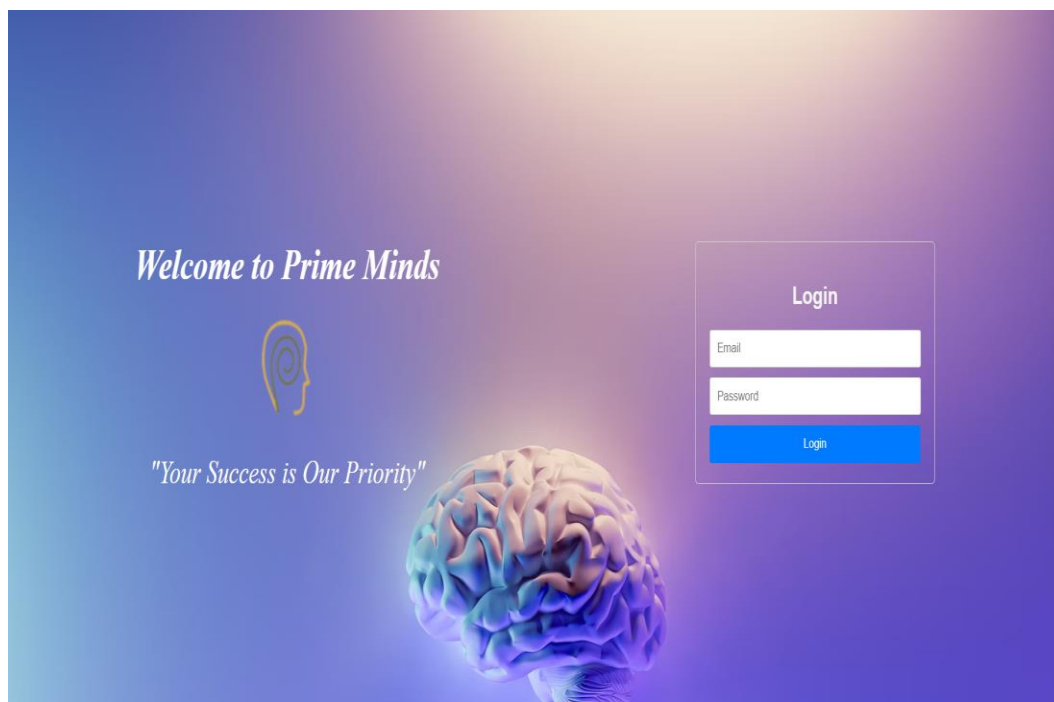 Welcome to Prime Minds
"Your Success is Our Priority"
Login
Email
Password
Login